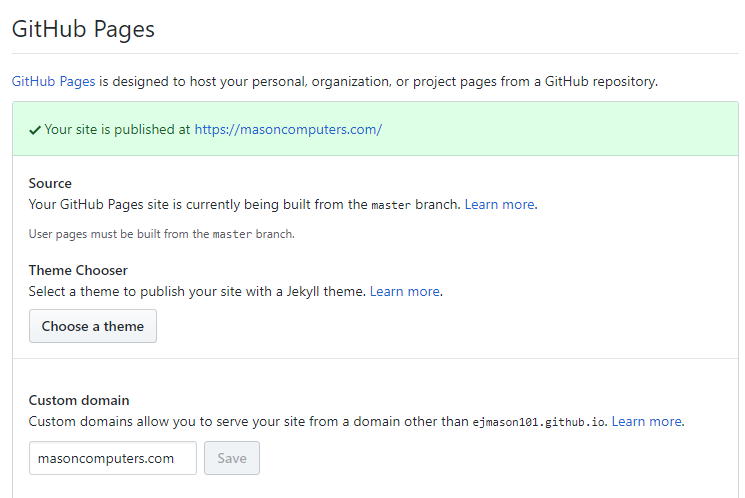 GitHub Pages
GitHub Pages is designed to host your personal, organization, or project pages from a GitHub repository.
Your site is published at https://masoncomputers.com/
Source
Your GitHub Pages site is currently being built from the master branch. Learn more.
User pages must be built from the master branch.
Theme Chooser
Select a theme to publish your site with a Jekyll theme. Learn more.
Choose a theme
Custom domain
Custom domains allow you to serve your site from a domain other than ejmason101.github.io. Learn more.
masoncomputers.com Save